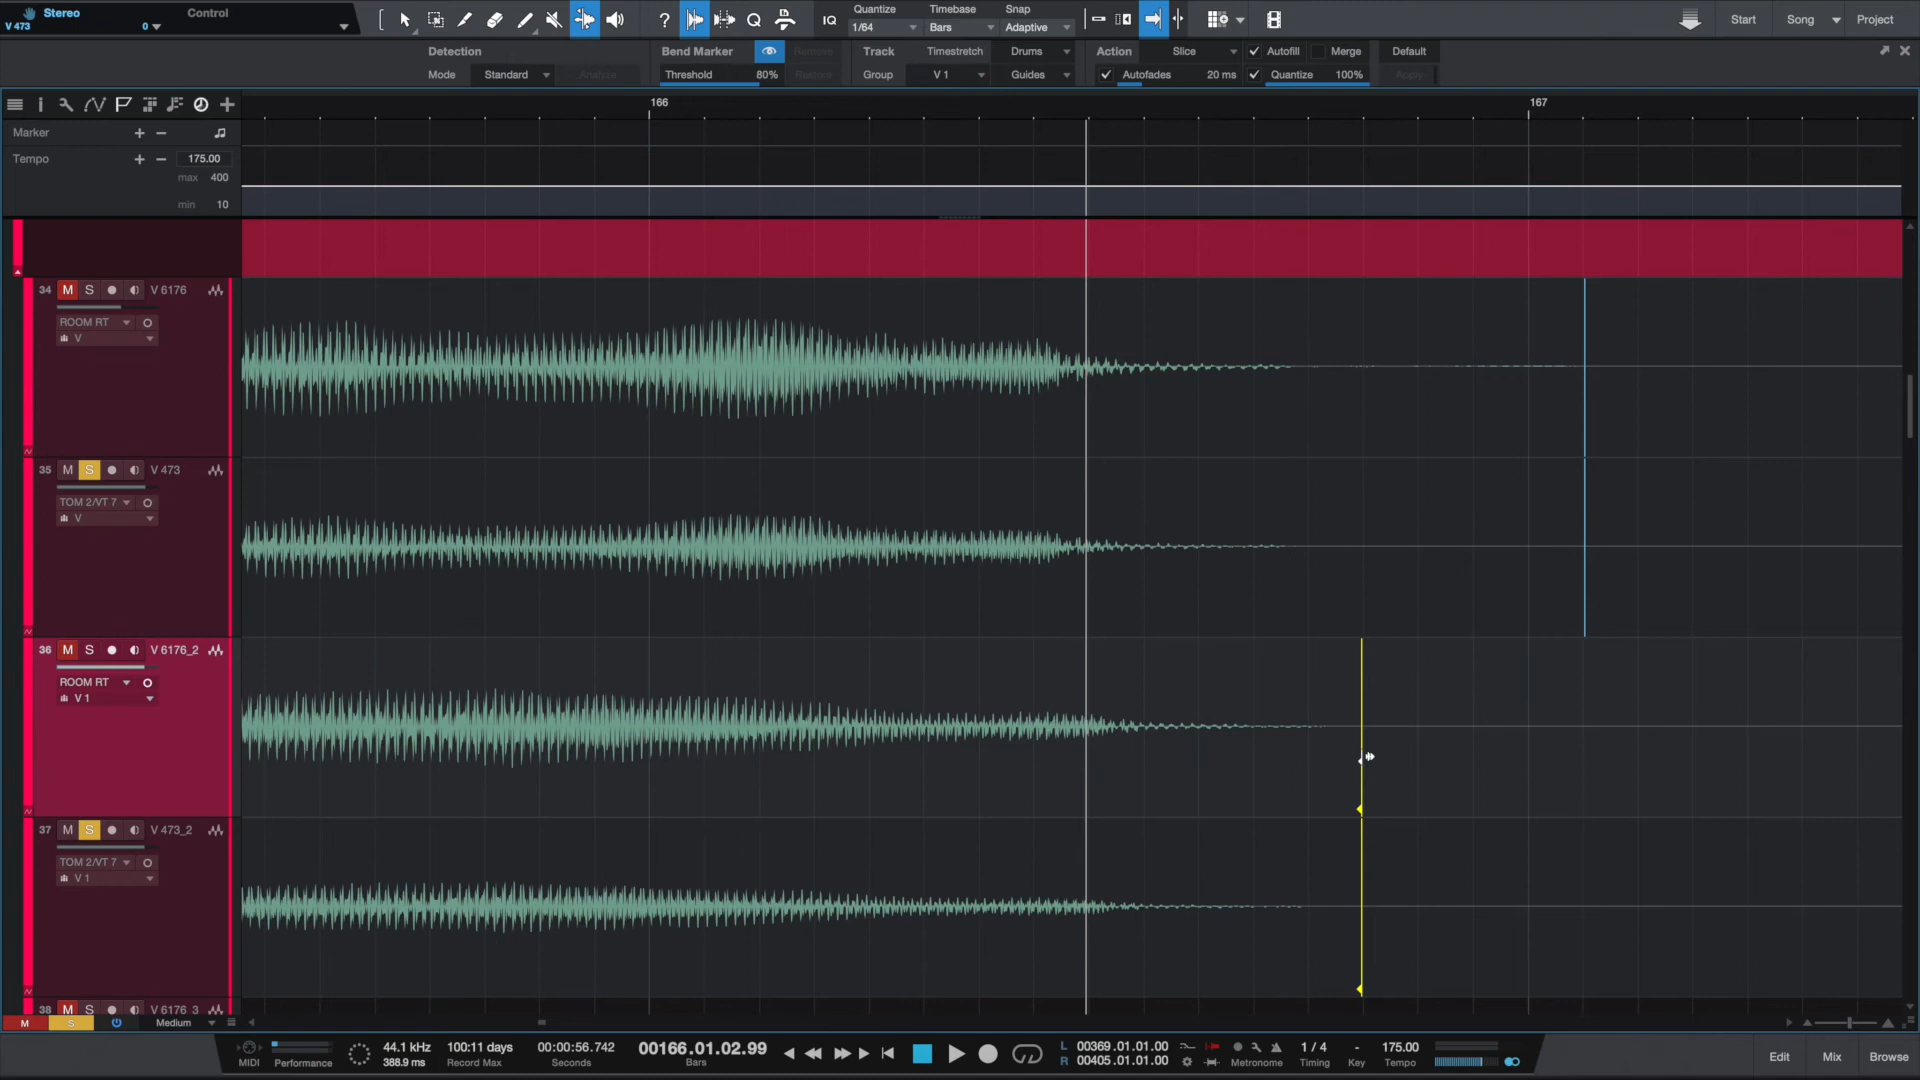 Stereo Control
V 473 0
? Q IQ
Quantize Timebase Snap
1/64 Bars Adaptive
Start Song Project
Detection Bend Marker Remove Track Timestretch Drums Action Slice Autofill Merge Default
Mode Standard Analyze Threshold 80% Restore Group V 1 Guides Autofades 20 ms Quantize 100% Apply
166 167
Marker + −
Tempo + − 175.00
max 400
min 10
34 M S V 6176
ROOM RT
V
35 M S V 473
TOM 2/VT 7
V
36 M S V 6176_2
ROOM RT
V 1
37 M S V 473_2
TOM 2/VT 7
V 1
38 M S V 6176_3
M S Medium
MIDI Performance
44.1 kHz
388.9 ms
100:11 days
Record Max
00:00:56.742
Seconds
00166.01.02.99
Bars
L 00369.01.01.00
R 00405.01.01.00
Metronome
1 / 4
Timing
-
Key
175.00
Tempo
Edit Mix Browse